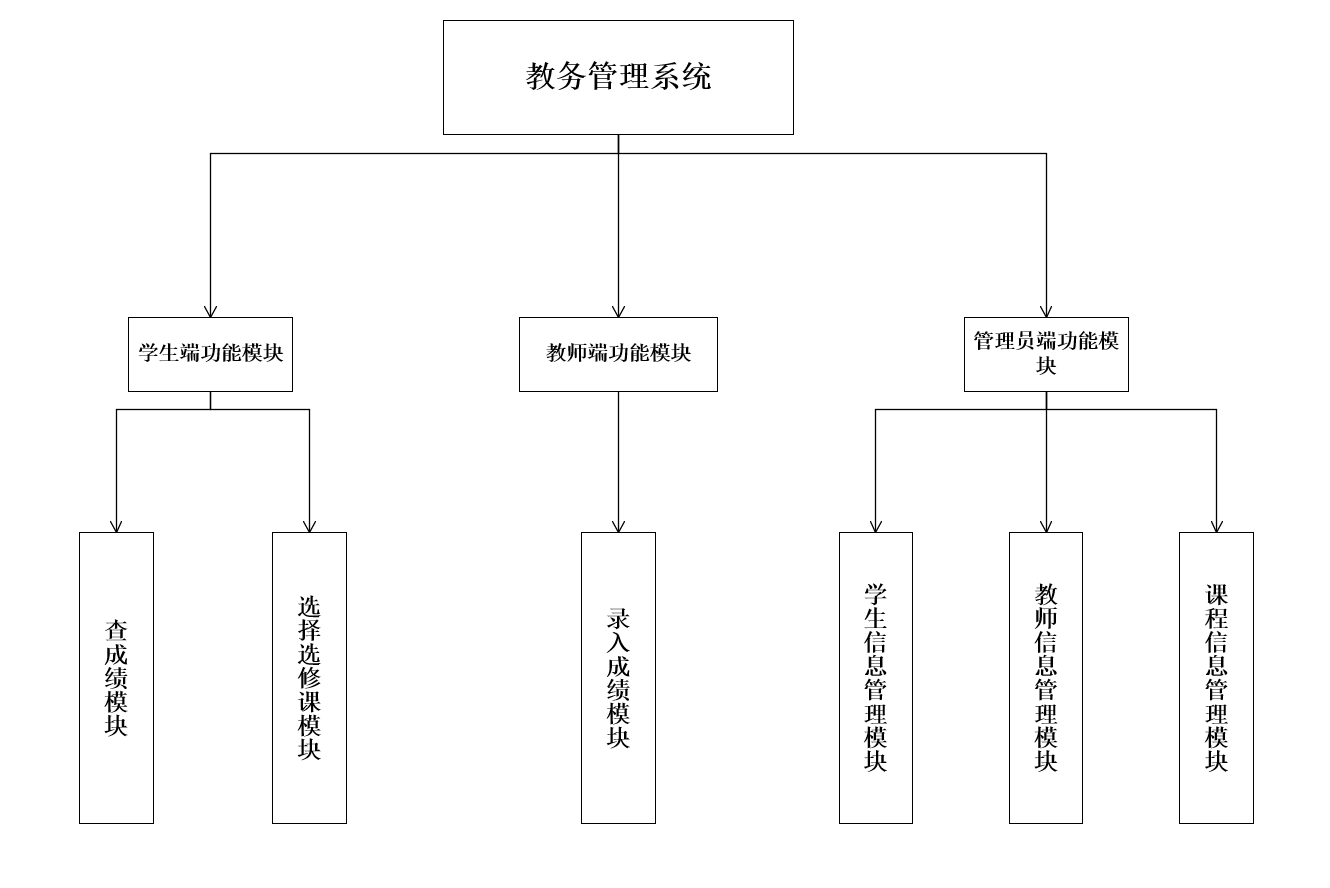 教务管理系统
学生端功能模块
教师端功能模块
管理员端功能模
块
查成绩模块
选择选修课模块
录入成绩模块
学生信息管理模块
教师信息管理模块
课程信息管理模块